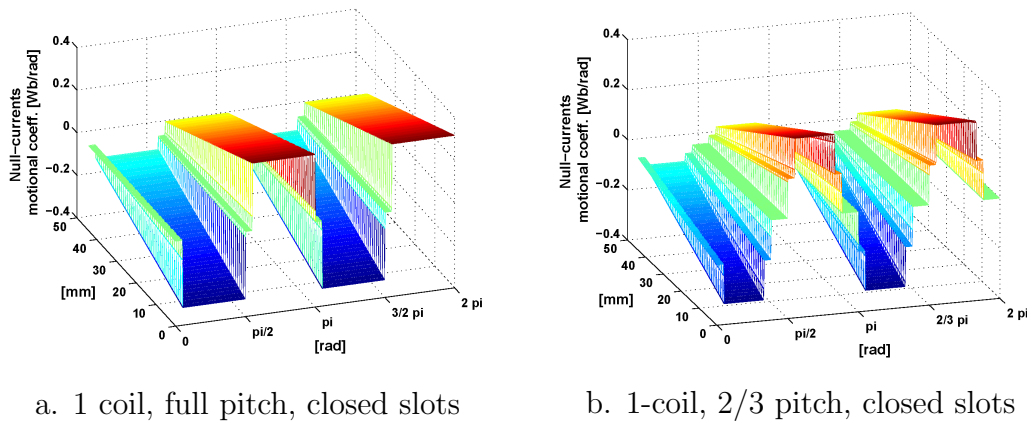 0.4
0.2
0
−0.2
−0.4
Null−currents
motional coeff. [Wb/rad]
50
40
30
20
10
0
[mm]
0
pi/2
pi
3/2 pi
2 pi
[rad]
a. 1 coil, full pitch, closed slots
0.4
0.2
0
−0.2
−0.4
Null−currents
motional coeff. [Wb/rad]
50
40
30
20
10
0
[mm]
0
pi/2
pi
2/3 pi
2 pi
[rad]
b. 1-coil, 2/3 pitch, closed slots